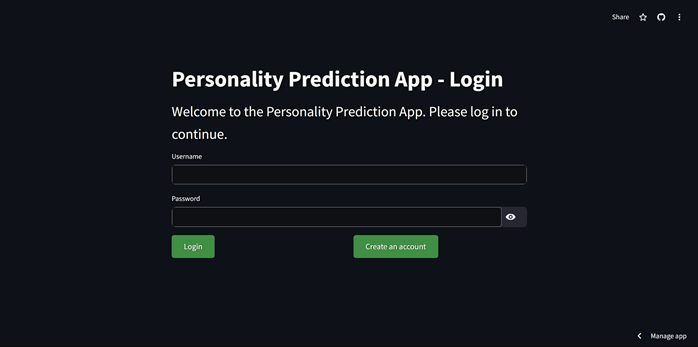 Share
Personality Prediction App - Login
Welcome to the Personality Prediction App. Please log in to
continue.
Username
Password
Login
Create an account
Manage app